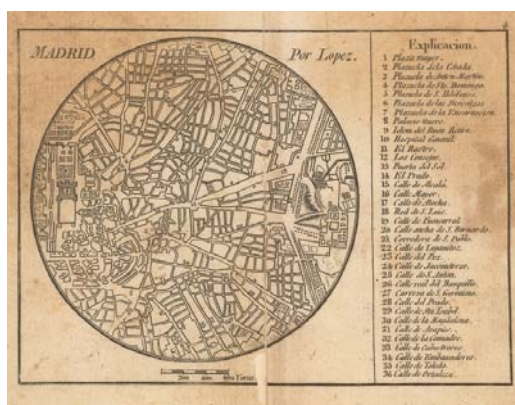 MADRID
Por Lopez.
Explicacion.
1 Plaza mayor.
2 Plazuela de la Cebada.
3 Plazuela de Anton Martin.
4 Plazuela de Sto. Domingo.
5 Plazuela de S. Ildefonso.
6 Plazuela de las Descalzas
7 Plazuela de la Encarnacion.
8 Palacio nuevo.
9 Idem del Buen Retiro.
10 Hospital General.
11 El Rastro.
12 Los Consejos.
13 Puerta del Sol.
14 El Prado.
15 Calle de Alcalá.
16 Calle Mayor.
17 Calle de Atocha.
18 Red de S. Luis.
19 Calle de Fuencarral
20 Calle ancha de S. Bernardo.
21 Corredera de S. Pablo.
22 Calle de Leganitos.
23 Calle del Pez.
24 Calle de Jacometrezo.
25 Calle de S. Anton.
26 Calle real del Barquillo.
27 Carrera de S. Geronimo.
28 Calle del Prado.
29 Calle de Sta. Isabel.
30 Calle de la Magdalena.
31 Calle de
32 Calle de la Comadre.
33 Calle de
34 Calle de Embaxadores.
35 Calle de Toledo.
36 Calle de Ortaleza.
200 400 600 Varas.